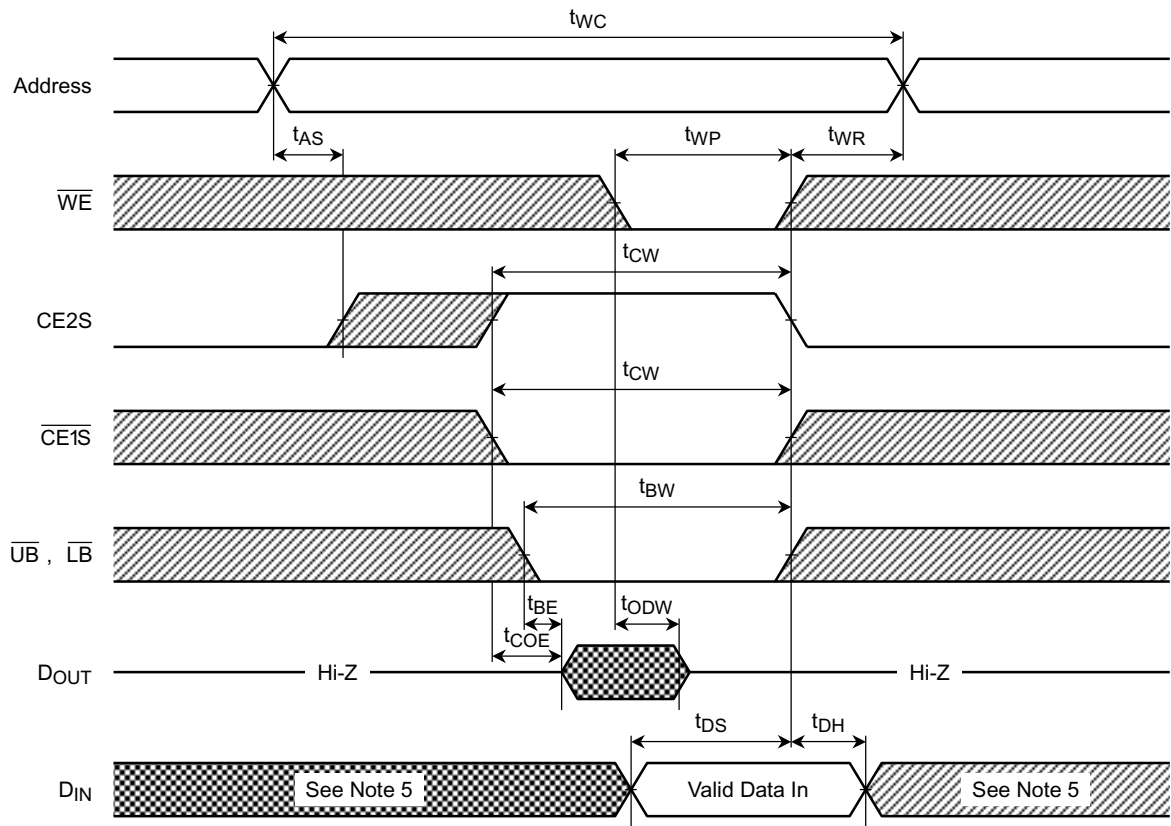 tWC
Address
tAS
tWP
tWR
WE
tCW
CE2S
tCW
CE1S
tBW
UB , LB
tBE
tODW
tCOE
DOUT
Hi-Z
Hi-Z
tDS
tDH
DIN
See Note 5
Valid Data In
See Note 5